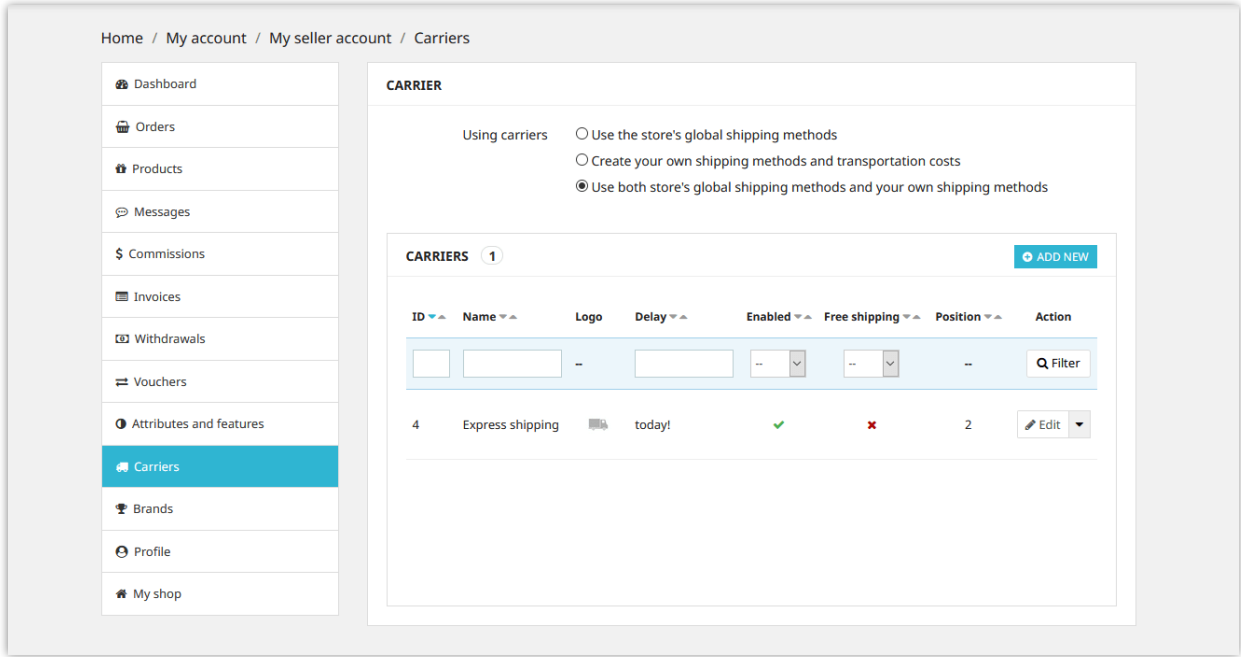 Home / My account / My seller account / Carriers
Dashboard
Orders
Products
Messages
Commissions
Invoices
Withdrawals
Vouchers
Attributes and features
Carriers
Brands
Profile
My shop
CARRIER
Using carriers
Use the store's global shipping methods
Create your own shipping methods and transportation costs
Use both store's global shipping methods and your own shipping methods
CARRIERS 1
ADD NEW
ID Name Logo Delay Enabled Free shipping Position Action
-- -- -- -- Filter
4 Express shipping today! 2 Edit